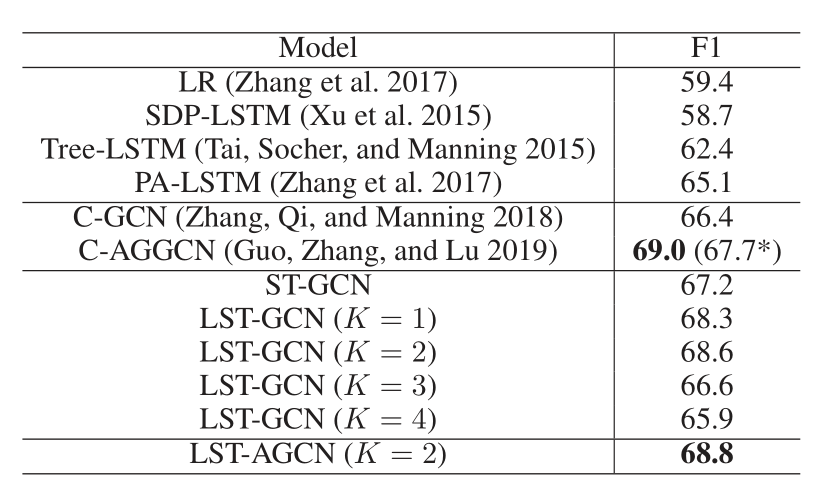 Model F1
LR (Zhang et al. 2017) 59.4
SDP-LSTM (Xu et al. 2015) 58.7
Tree-LSTM (Tai, Socher, and Manning 2015) 62.4
PA-LSTM (Zhang et al. 2017) 65.1
C-GCN (Zhang, Qi, and Manning 2018) 66.4
C-AGGCN (Guo, Zhang, and Lu 2019) 69.0 (67.7*)
ST-GCN 67.2
LST-GCN (K = 1) 68.3
LST-GCN (K = 2) 68.6
LST-GCN (K = 3) 66.6
LST-GCN (K = 4) 65.9
LST-AGCN (K = 2) 68.8